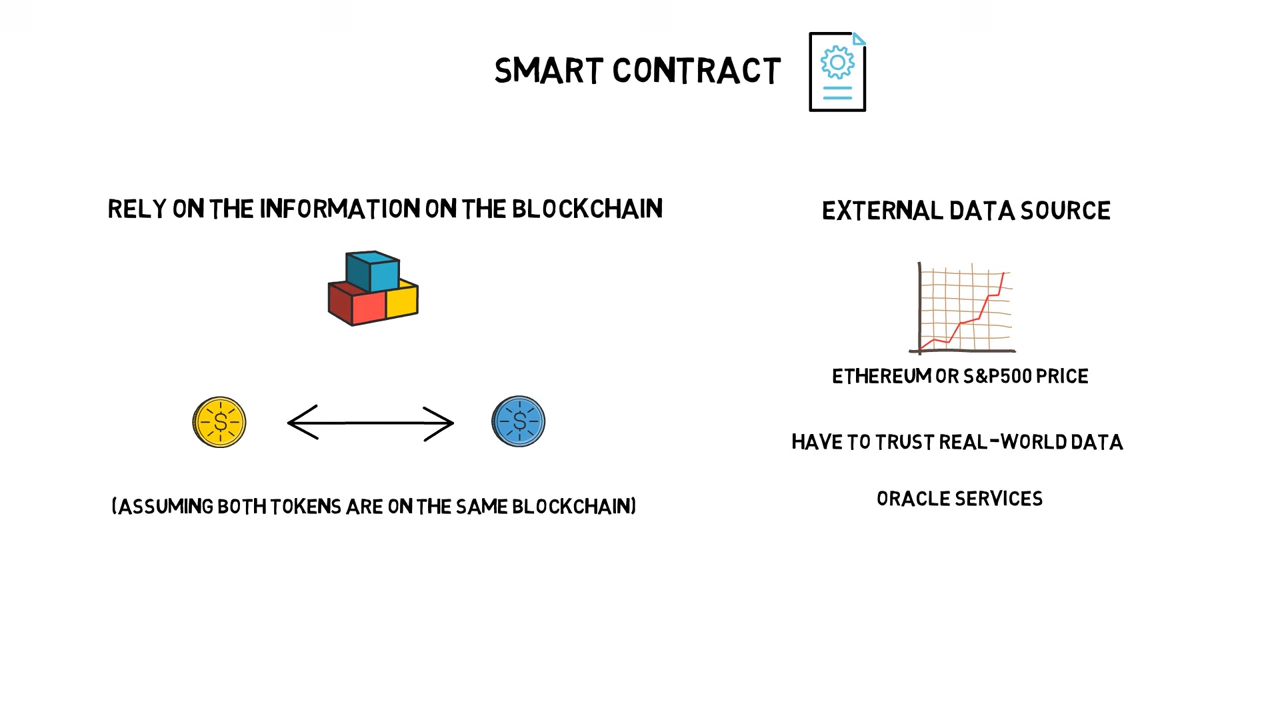 SMART CONTRACT
RELY ON THE INFORMATION ON THE BLOCKCHAIN
$
$
(ASSUMING BOTH TOKENS ARE ON THE SAME BLOCKCHAIN)
EXTERNAL DATA SOURCE
ETHEREUM OR S&P500 PRICE
HAVE TO TRUST REAL-WORLD DATA
ORACLE SERVICES